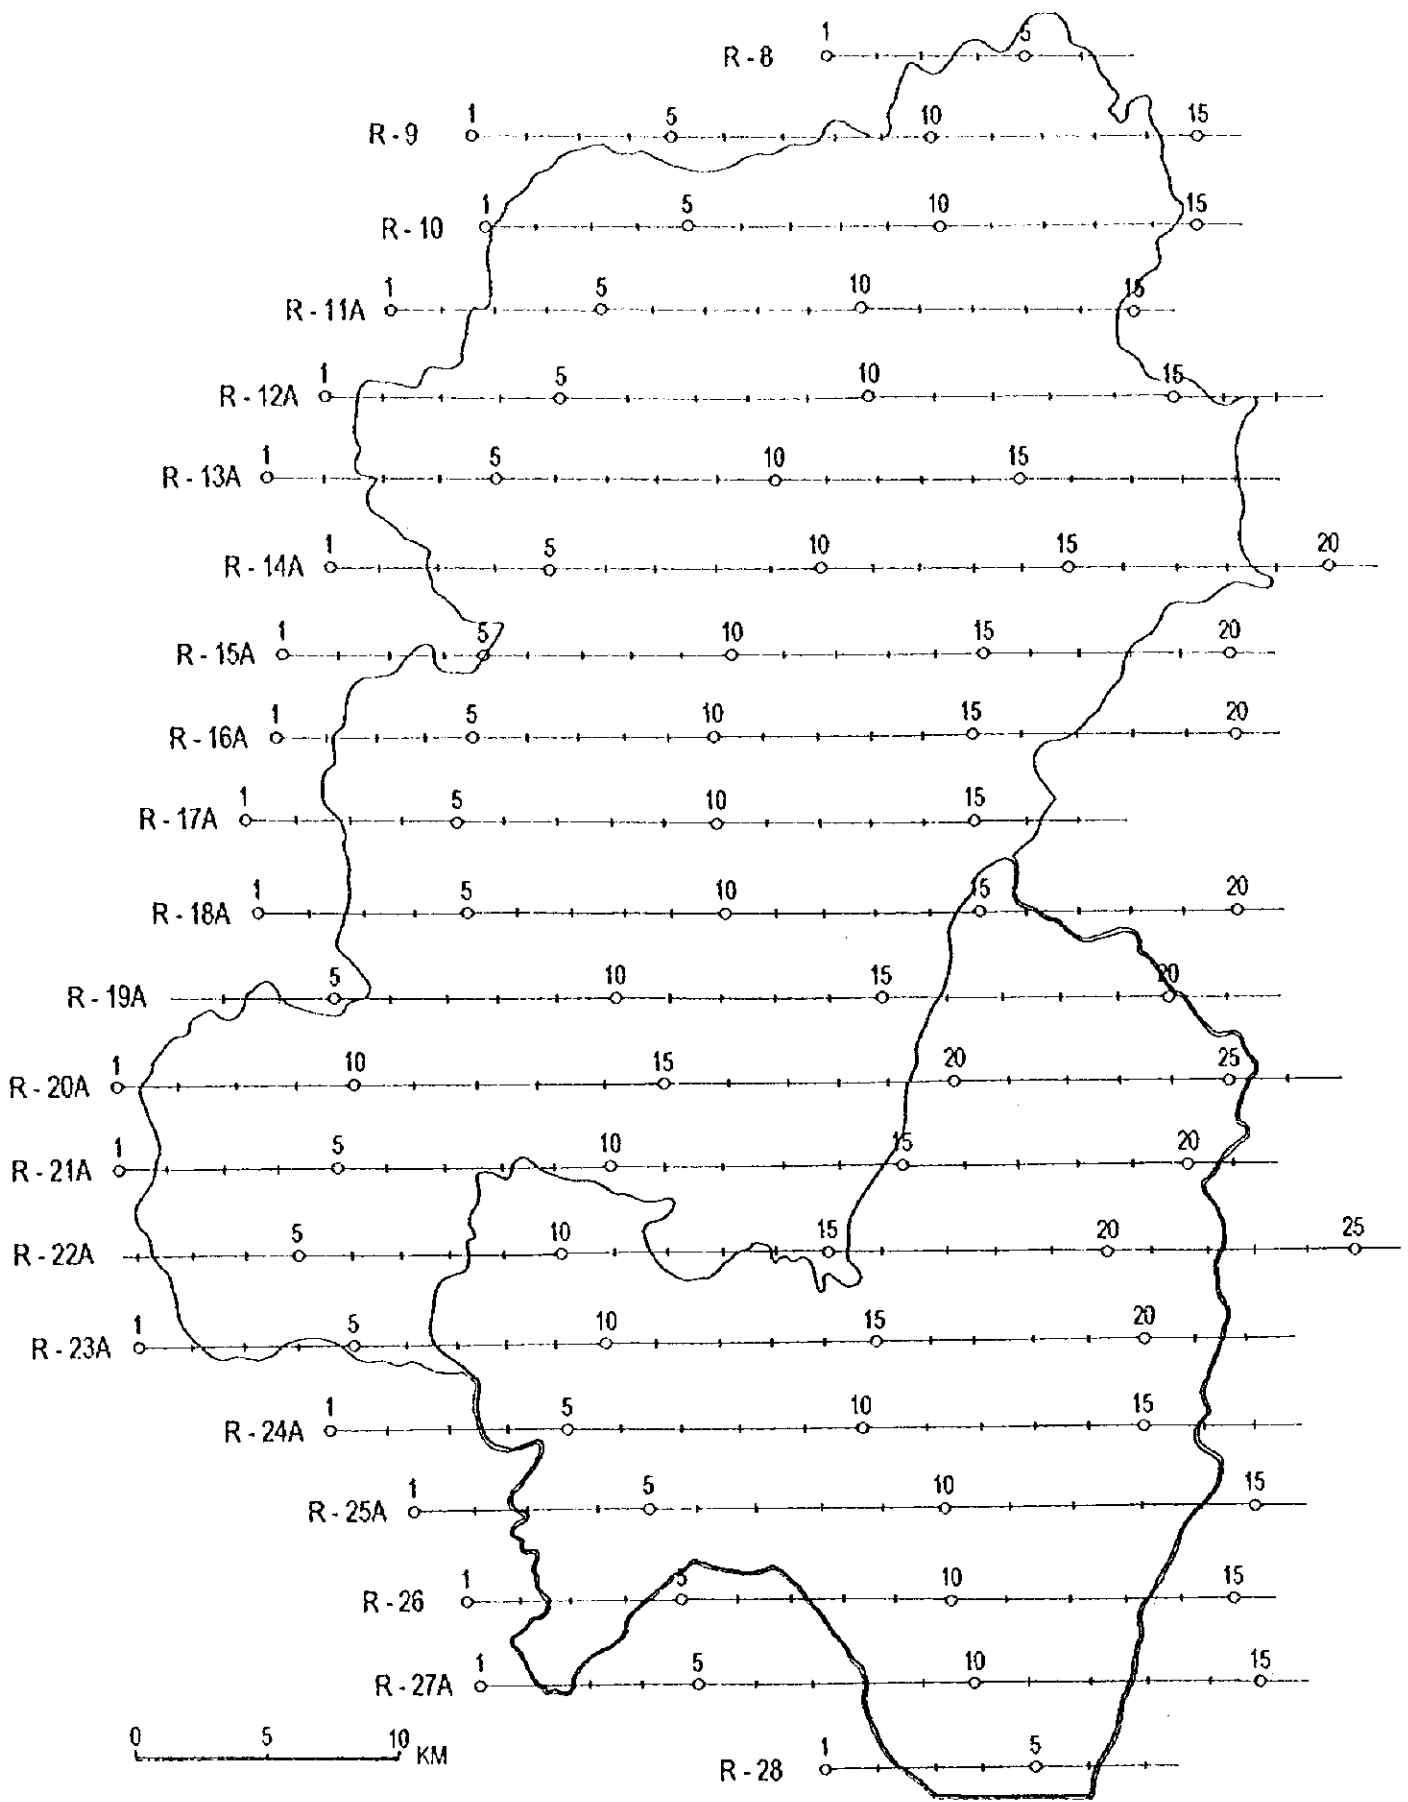 1 5
R-8
1 5 10 15
R-9
1 5 10 15
R-10
1 5 10 15
R-11A
1 5 10 15
R-12A
1 5 10 15
R-13A
1 5 10 15 20
R-14A
1 5 10 15 20
R-15A
1 5 10 15 20
R-16A
1 5 10 15
R-17A
1 5 10 15 20
R-18A
5 10 15 20
R-19A
1 10 15 20 25
R-20A
1 5 10 15 20
R-21A
5 10 15 20 25
R-22A
1 5 10 15 20
R-23A
1 5 10 15
R-24A
1 5 10 15
R-25A
1 5 10 15
R-26
1 5 10 15
R-27A
0 5 10 KM
1 5
R-28